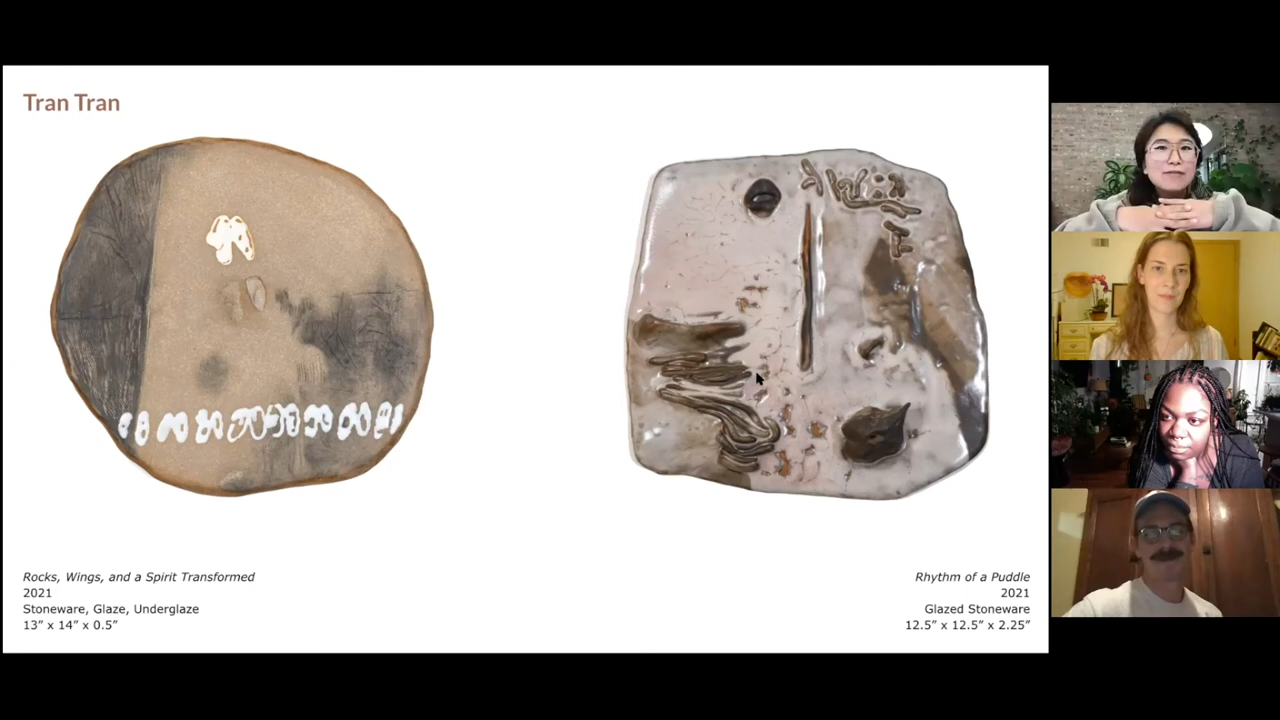 Tran Tran
Rocks, Wings, and a Spirit Transformed
2021
Stoneware, Glaze, Underglaze
13” x 14” x 0.5”
Rhythm of a Puddle
2021
Glazed Stoneware
12.5” x 12.5” x 2.25”